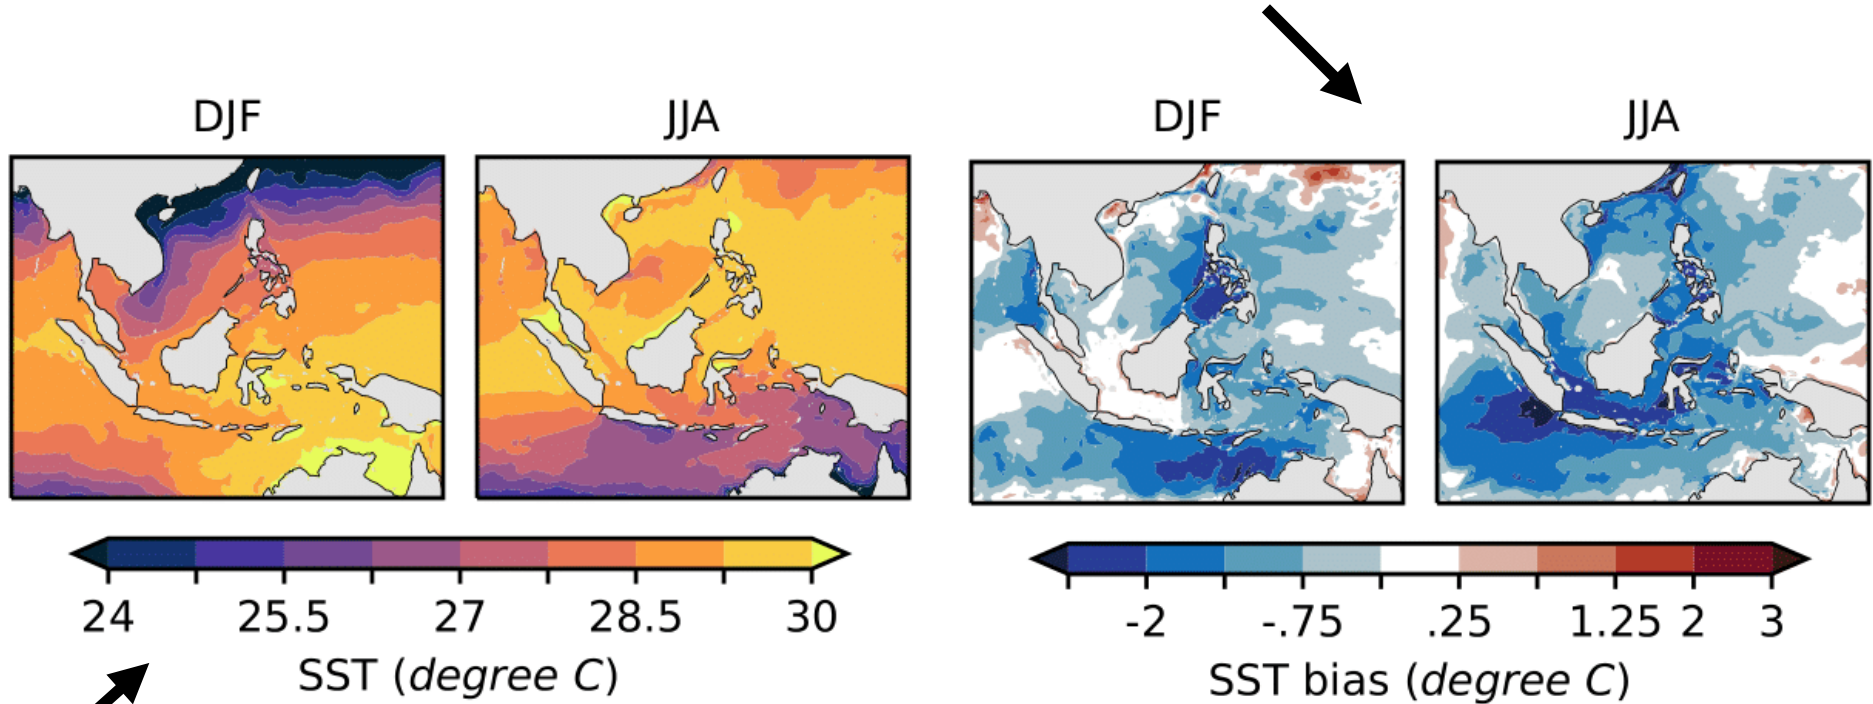 DJF JJA DJF JJA
24 25.5 27 28.5 30
SST (degree C)
-2 -.75 .25 1.25 2 3
SST bias (degree C)